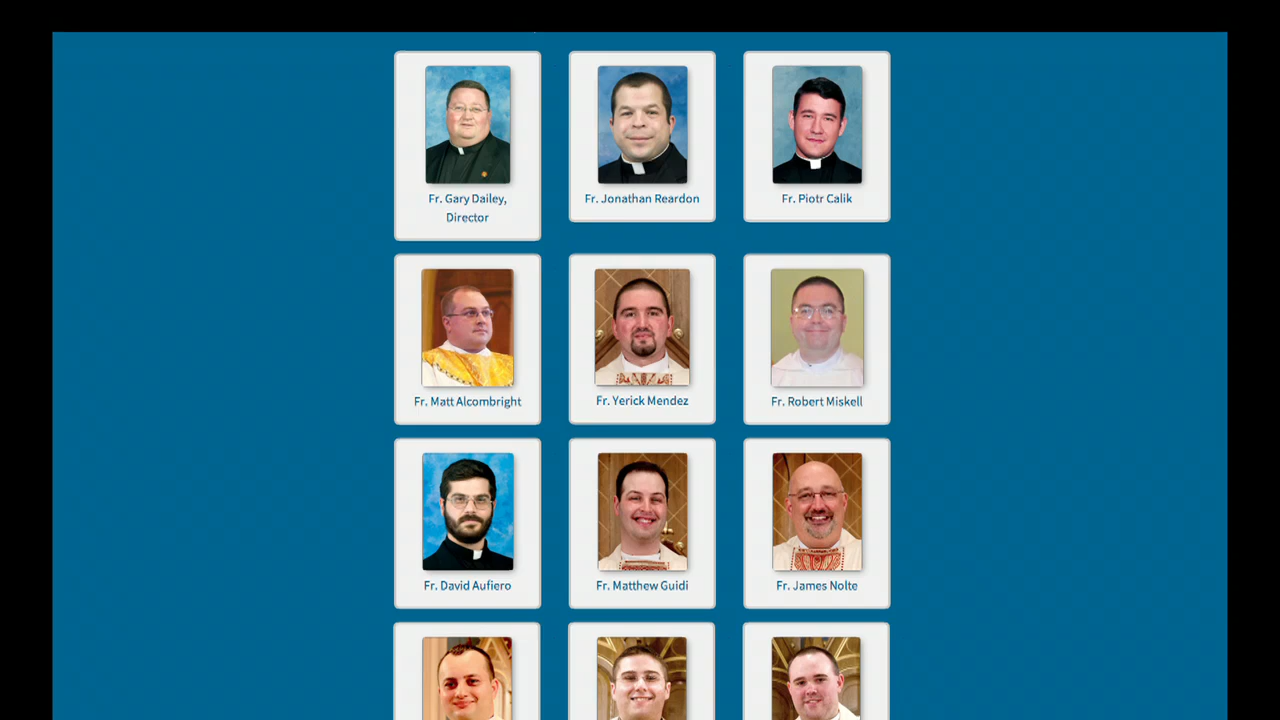 Fr. Gary Dailey,
Director
Fr. Jonathan Reardon
Fr. Piotr Calik
Fr. Matt Alcombright
Fr. Yerick Mendez
Fr. Robert Miskell
Fr. David Aufiero
Fr. Matthew Guidi
Fr. James Nolte